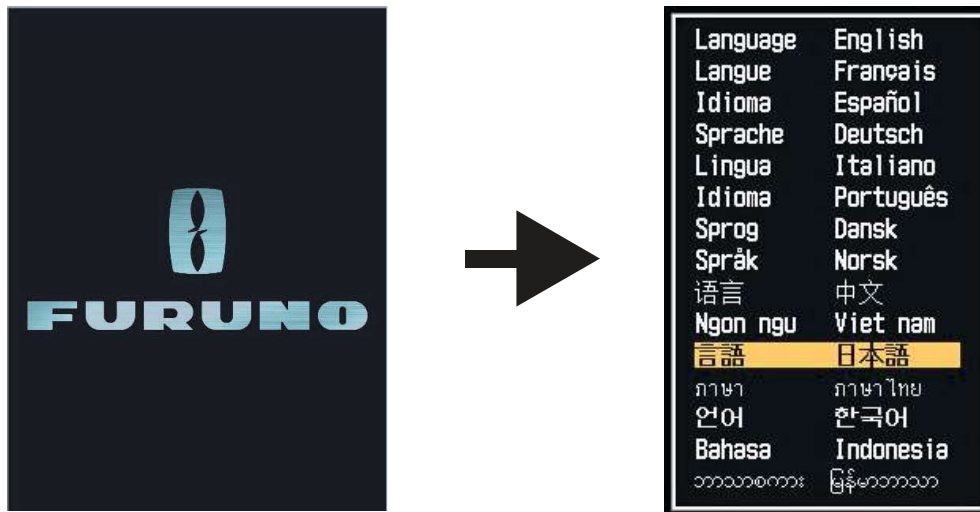 FURUNO
Language English
Langue Français
Idioma Español
Sprache Deutsch
Lingua Italiano
Idioma Português
Sprog Dansk
Språk Norsk
语言 中文
Ngon ngu Viet nam
言語 日本語
ภาษา ภาษาไทย
언어 한국어
Bahasa Indonesia
ဘာသာစကား မြန်မာဘာသာ